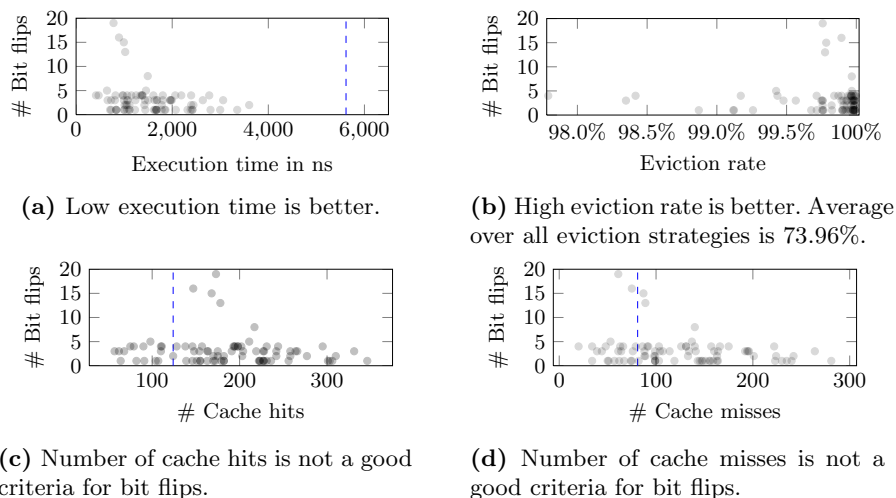 20
15
10
5
0
# Bit flips
0 2,000 4,000 6,000
Execution time in ns
(a) Low execution time is better.
20
15
10
5
0
# Bit flips
98.0% 98.5% 99.0% 99.5% 100%
Eviction rate
(b) High eviction rate is better. Average
over all eviction strategies is 73.96%.
20
15
10
5
0
# Bit flips
100 200 300
# Cache hits
(c) Number of cache hits is not a good
criteria for bit flips.
20
15
10
5
0
# Bit flips
0 100 200 300
# Cache misses
(d) Number of cache misses is not a
good criteria for bit flips.